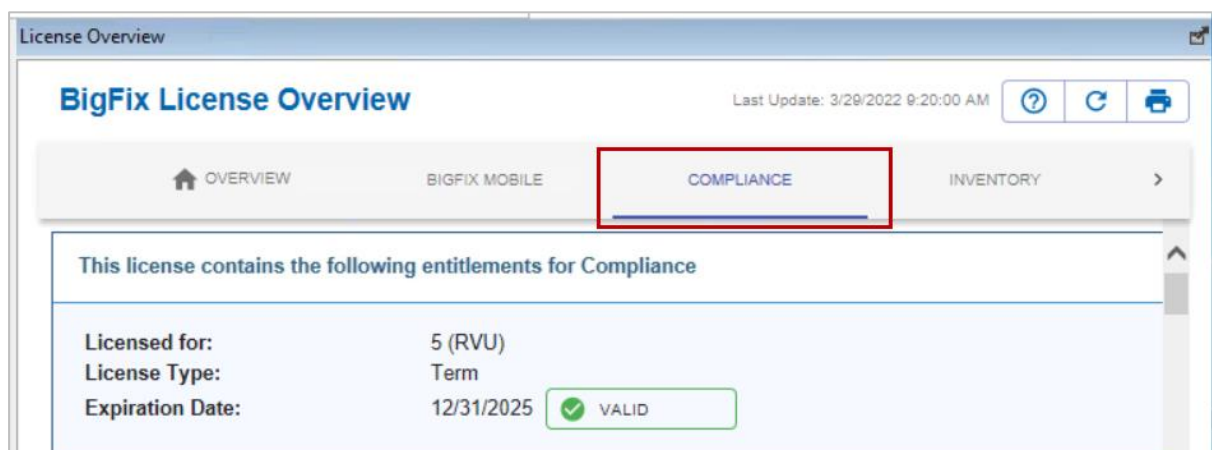 License Overview
BigFix License Overview
Last Update: 3/29/2022 9:20:00 AM
OVERVIEW BIGFIX MOBILE COMPLIANCE INVENTORY
This license contains the following entitlements for Compliance
Licensed for: 5 (RVU)
License Type: Term
Expiration Date: 12/31/2025 VALID